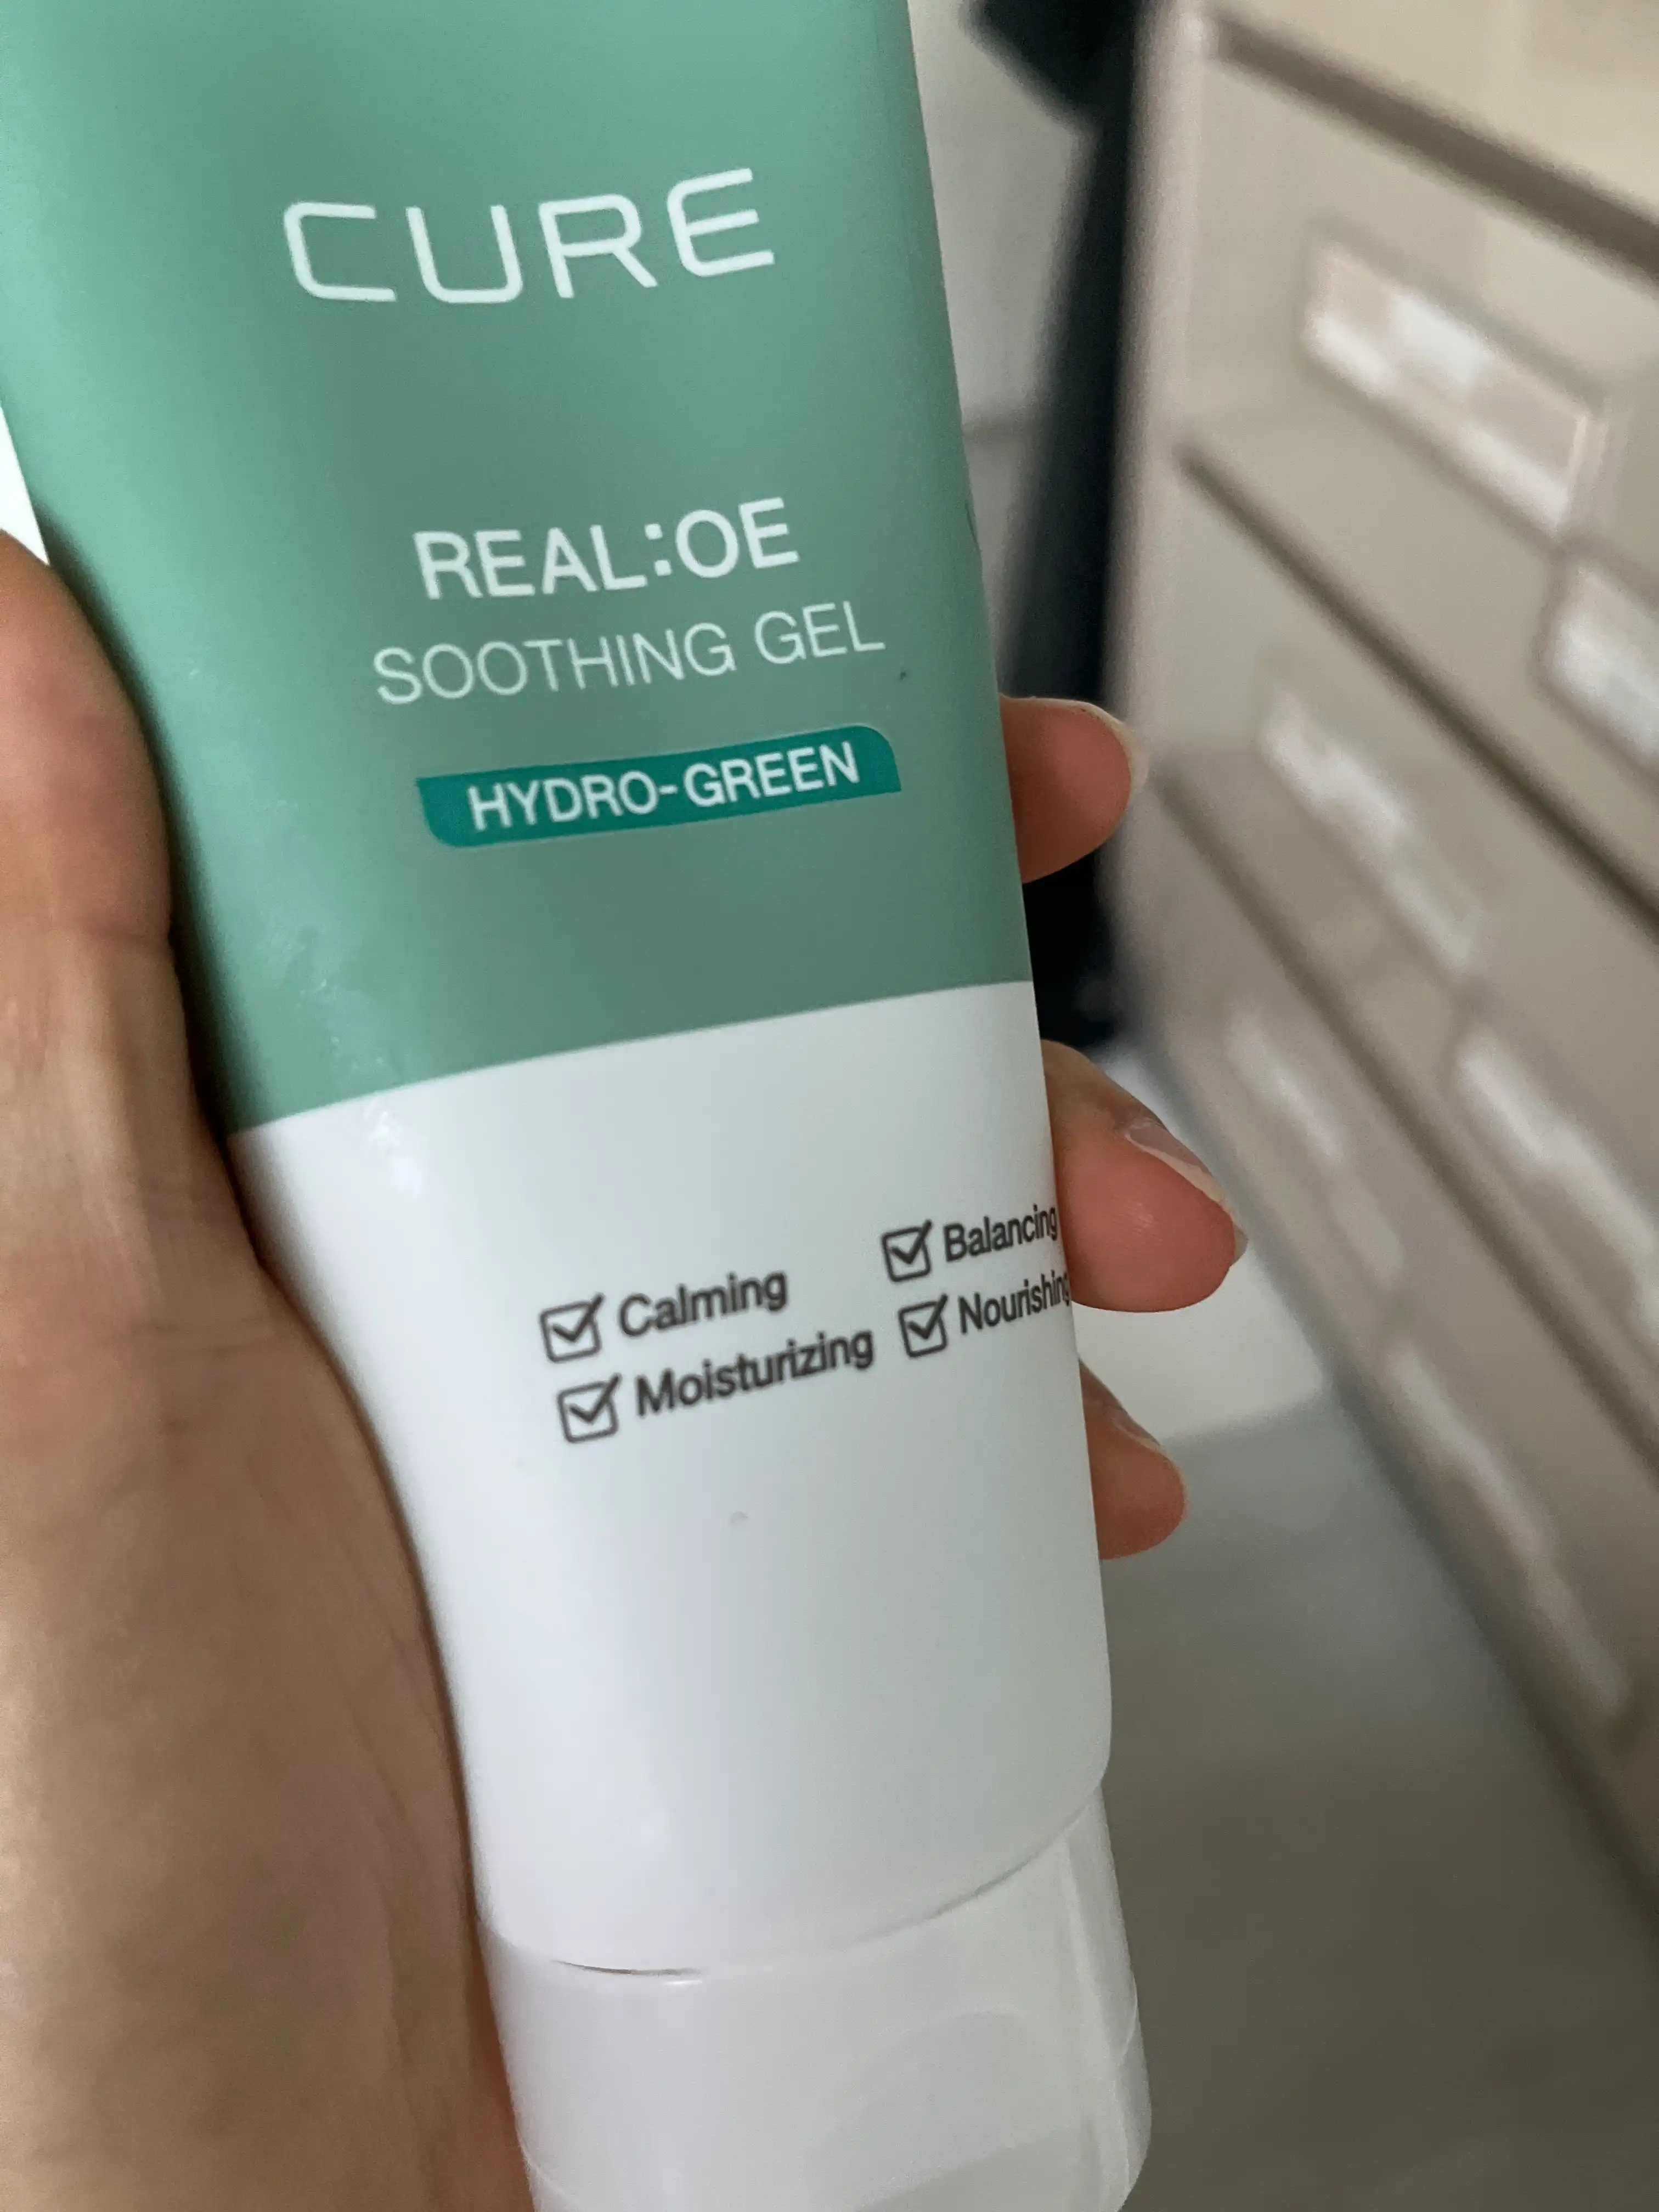 CURE
REAL:OE
SOOTHING GEL
HYDRO-GREEN
Calming
Balancing
Moisturizing
Nourishing